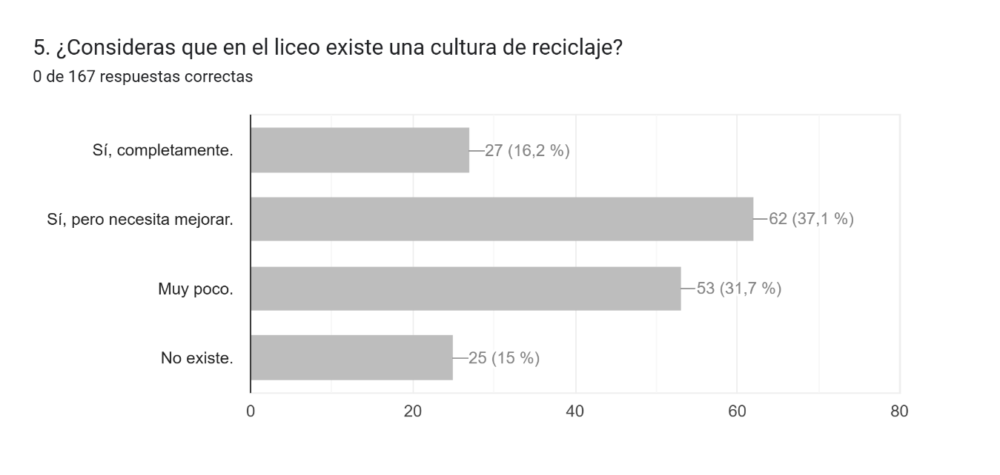 5. ¿Consideras que en el liceo existe una cultura de reciclaje?
0 de 167 respuestas correctas
Sí, completamente.
27 (16,2 %)
Sí, pero necesita mejorar.
62 (37,1 %)
Muy poco.
53 (31,7 %)
No existe.
25 (15 %)
0 20 40 60 80